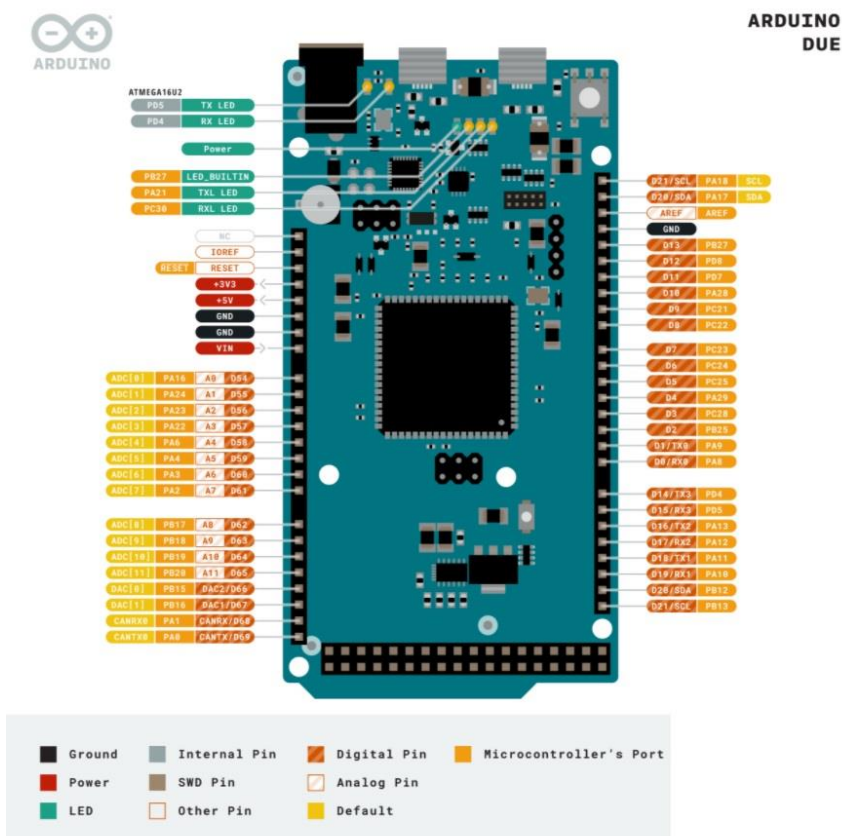 ARDUINO
DUE
ARDUINO
ATMEGA16U2
PD5 TX LED
PD4 RX LED
Power
PB27 LED_BUILTIN
PA21 TXL LED
PC30 RXL LED
NC
IOREF
RESET RESET
+3V3
+5V
GND
GND
VIN
ADC[0] PA16 A0 D54
ADC[1] PA24 A1 D55
ADC[2] PA23 A2 D56
ADC[3] PA22 A3 D57
ADC[4] PA6 A4 D58
ADC[5] PA4 A5 D59
ADC[6] PA3 A6 D60
ADC[7] PA2 A7 D61
ADC[8] PB17 A8 D62
ADC[9] PB18 A9 D63
ADC[10] PB19 A10 D64
ADC[11] PB20 A11 D65
DAC[0] PB15 DAC2/D66
DAC[1] PB16 DAC1/D67
CANRX0 PA1 CANRX/D68
CANTX0 PA0 CANTX/D69
D21/SCL PA18 SCL
D20/SDA PA17 SDA
AREF AREF
GND
D13 PB27
D12 PD8
D11 PD7
D10 PA28
D9 PC21
D8 PC22
D7 PC23
D6 PC24
D5 PC25
D4 PA29
D3 PC28
D2 PB25
D1/TX0 PA9
D0/RX0 PA8
D14/TX3 PD4
D15/RX3 PD5
D16/TX2 PA13
D17/RX2 PA12
D18/TX1 PA11
D19/RX1 PA10
D20/SDA PB12
D21/SCL PB13
Ground Internal Pin Digital Pin Microcontroller's Port
Power SWD Pin Analog Pin
LED Other Pin Default